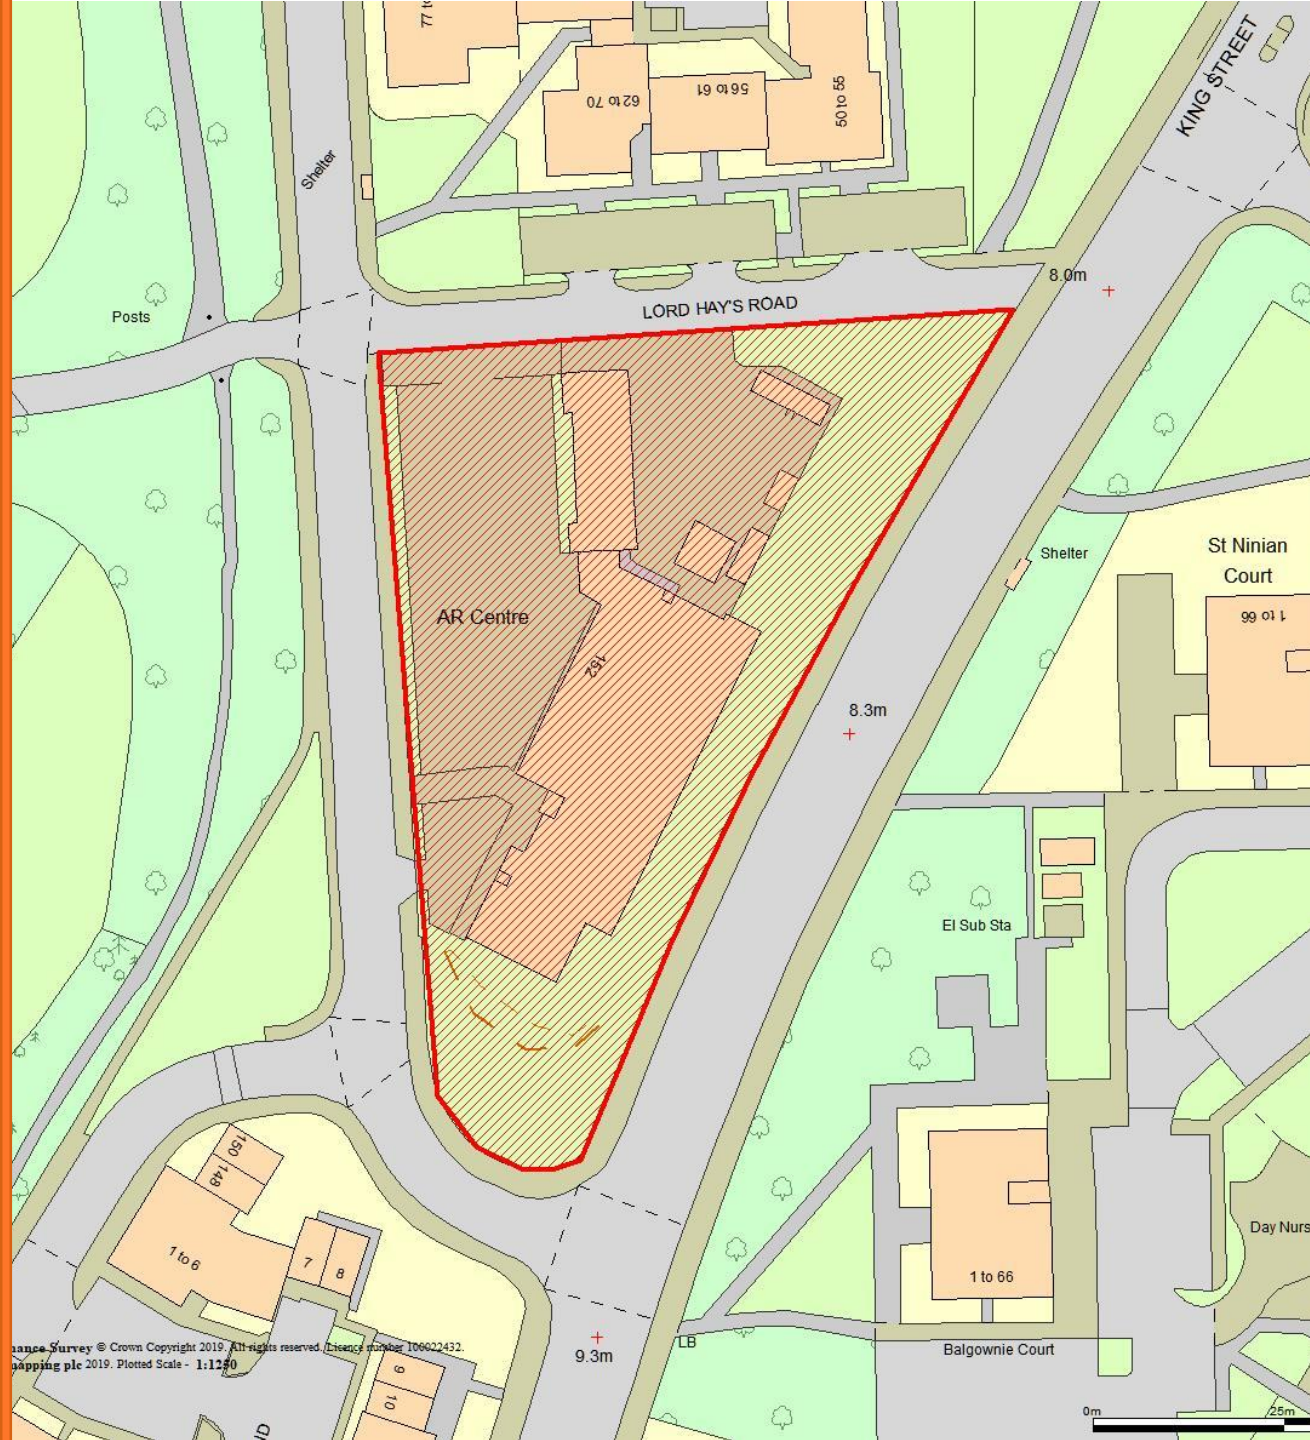 77 to
62 to 70
56 to 61
50 to 55
KING STREET
Shelter
8.0m
LORD HAY'S ROAD
Posts
St Ninian
Court
Shelter
1 to 66
AR Centre
152
8.3m
El Sub Sta
150
148
Day Nurs
1 to 6
7
8
1 to 66
nance Survey © Crown Copyright 2019. All rights reserved. Licence number 100022432.
mapping plc 2019. Plotted Scale - 1:1250
LB
Balgownie Court
9.3m
9
10
0m
25m